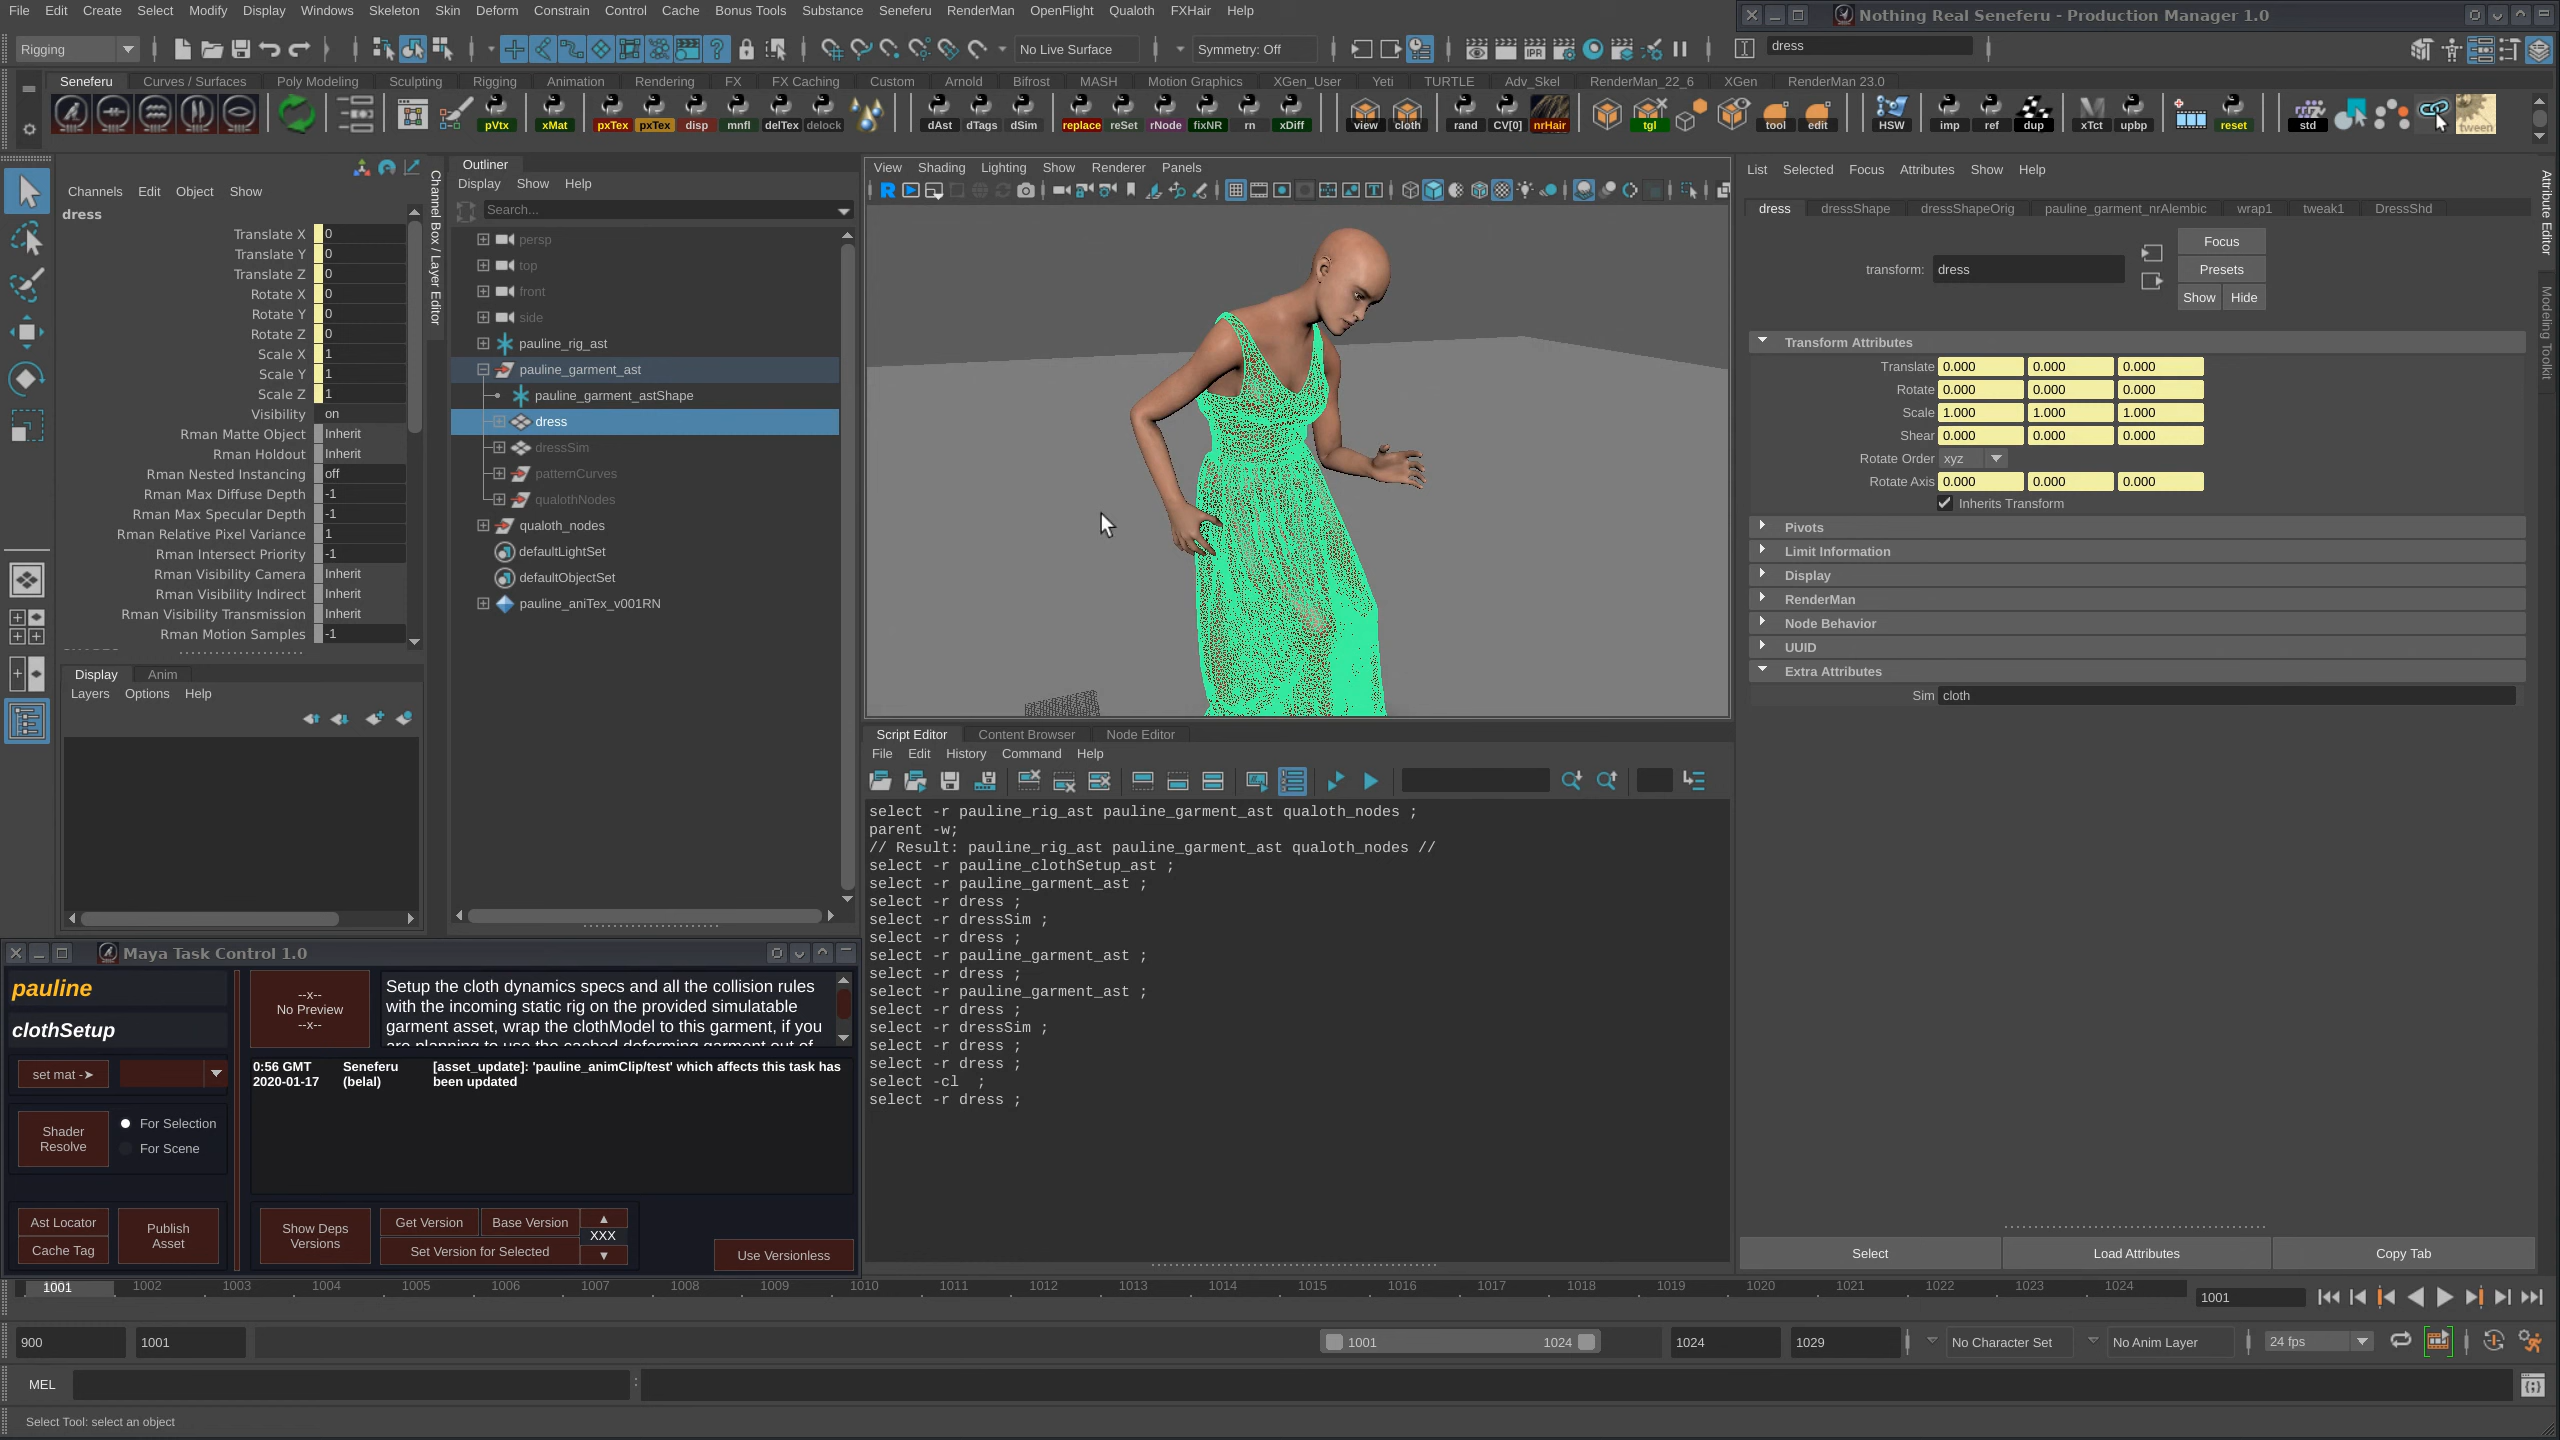 File Edit Create Select Modify Display Windows Skeleton Skin Deform Constrain Control Cache Bonus Tools Substance Seneferu RenderMan OpenFlight Qualoth FXHair Help
Nothing Real Seneferu - Production Manager 1.0
Rigging
No Live Surface
Symmetry: Off
dress
Seneferu Curves / Surfaces Poly Modeling Sculpting Rigging Animation Rendering FX FX Caching Custom Arnold Bifrost MASH Motion Graphics XGen_User Yeti TURTLE Adv_Skel RenderMan_22_6 XGen RenderMan 23.0
pVtx xMat pxTex pxTex disp mnfl delTex delock dAst dTags dSim replace reSet rNode fixNR rn xDiff view cloth rand CV[0] nrHair tgl tool edit HSW imp ref dup xTct upbp reset std tween
Channels Edit Object Show
dress
Translate X 0
Translate Y 0
Translate Z 0
Rotate X 0
Rotate Y 0
Rotate Z 0
Scale X 1
Scale Y 1
Scale Z 1
Visibility on
Rman Matte Object Inherit
Rman Holdout Inherit
Rman Nested Instancing off
Rman Max Diffuse Depth -1
Rman Max Specular Depth -1
Rman Relative Pixel Variance 1
Rman Intersect Priority -1
Rman Visibility Camera Inherit
Rman Visibility Indirect Inherit
Rman Visibility Transmission Inherit
Rman Motion Samples -1
Channel Box / Layer Editor
Display Anim
Layers Options Help
Outliner
Display Show Help
Search...
persp
top
front
side
pauline_rig_ast
pauline_garment_ast
pauline_garment_astShape
dress
dressSim
patternCurves
qualothNodes
qualoth_nodes
defaultLightSet
defaultObjectSet
pauline_aniTex_v001RN
View Shading Lighting Show Renderer Panels
Script Editor Content Browser Node Editor
File Edit History Command Help
select -r pauline_rig_ast pauline_garment_ast qualoth_nodes ;
parent -w;
// Result: pauline_rig_ast pauline_garment_ast qualoth_nodes //
select -r pauline_clothSetup_ast ;
select -r pauline_garment_ast ;
select -r dress ;
select -r dressSim ;
select -r dress ;
select -r pauline_garment_ast ;
select -r dress ;
select -r pauline_garment_ast ;
select -r dress ;
select -r dressSim ;
select -r dress ;
select -r dress ;
select -cl  ;
select -r dress ;
List Selected Focus Attributes Show Help
dress dressShape dressShapeOrig pauline_garment_nrAlembic wrap1 tweak1 DressShd
transform: dress
Focus
Presets
Show Hide
Transform Attributes
Translate 0.000 0.000 0.000
Rotate 0.000 0.000 0.000
Scale 1.000 1.000 1.000
Shear 0.000 0.000 0.000
Rotate Order xyz
Rotate Axis 0.000 0.000 0.000
Inherits Transform
Pivots
Limit Information
Display
RenderMan
Node Behavior
UUID
Extra Attributes
Sim cloth
Select Load Attributes Copy Tab
Attribute Editor
Modeling Toolkit
Maya Task Control 1.0
pauline
clothSetup
set mat ->
Shader Resolve
For Selection
For Scene
Ast Locator
Cache Tag
Publish Asset
--x--
No Preview
--x--
Setup the cloth dynamics specs and all the collision rules
with the incoming static rig on the provided simulatable
garment asset, wrap the clothModel to this garment, if you
are planning to use the cached deforming garment out of
0:56 GMT Seneferu [asset_update]: 'pauline_animClip/test' which affects this task has
2020-01-17 (belal) been updated
Show Deps Versions
Get Version Base Version
XXX
Set Version for Selected
Use Versionless
1001 1002 1003 1004 1005 1006 1007 1008 1009 1010 1011 1012 1013 1014 1015 1016 1017 1018 1019 1020 1021 1022 1023 1024 1001
900 1001 1001 1024 1024 1029 No Character Set No Anim Layer 24 fps
MEL
Select Tool: select an object